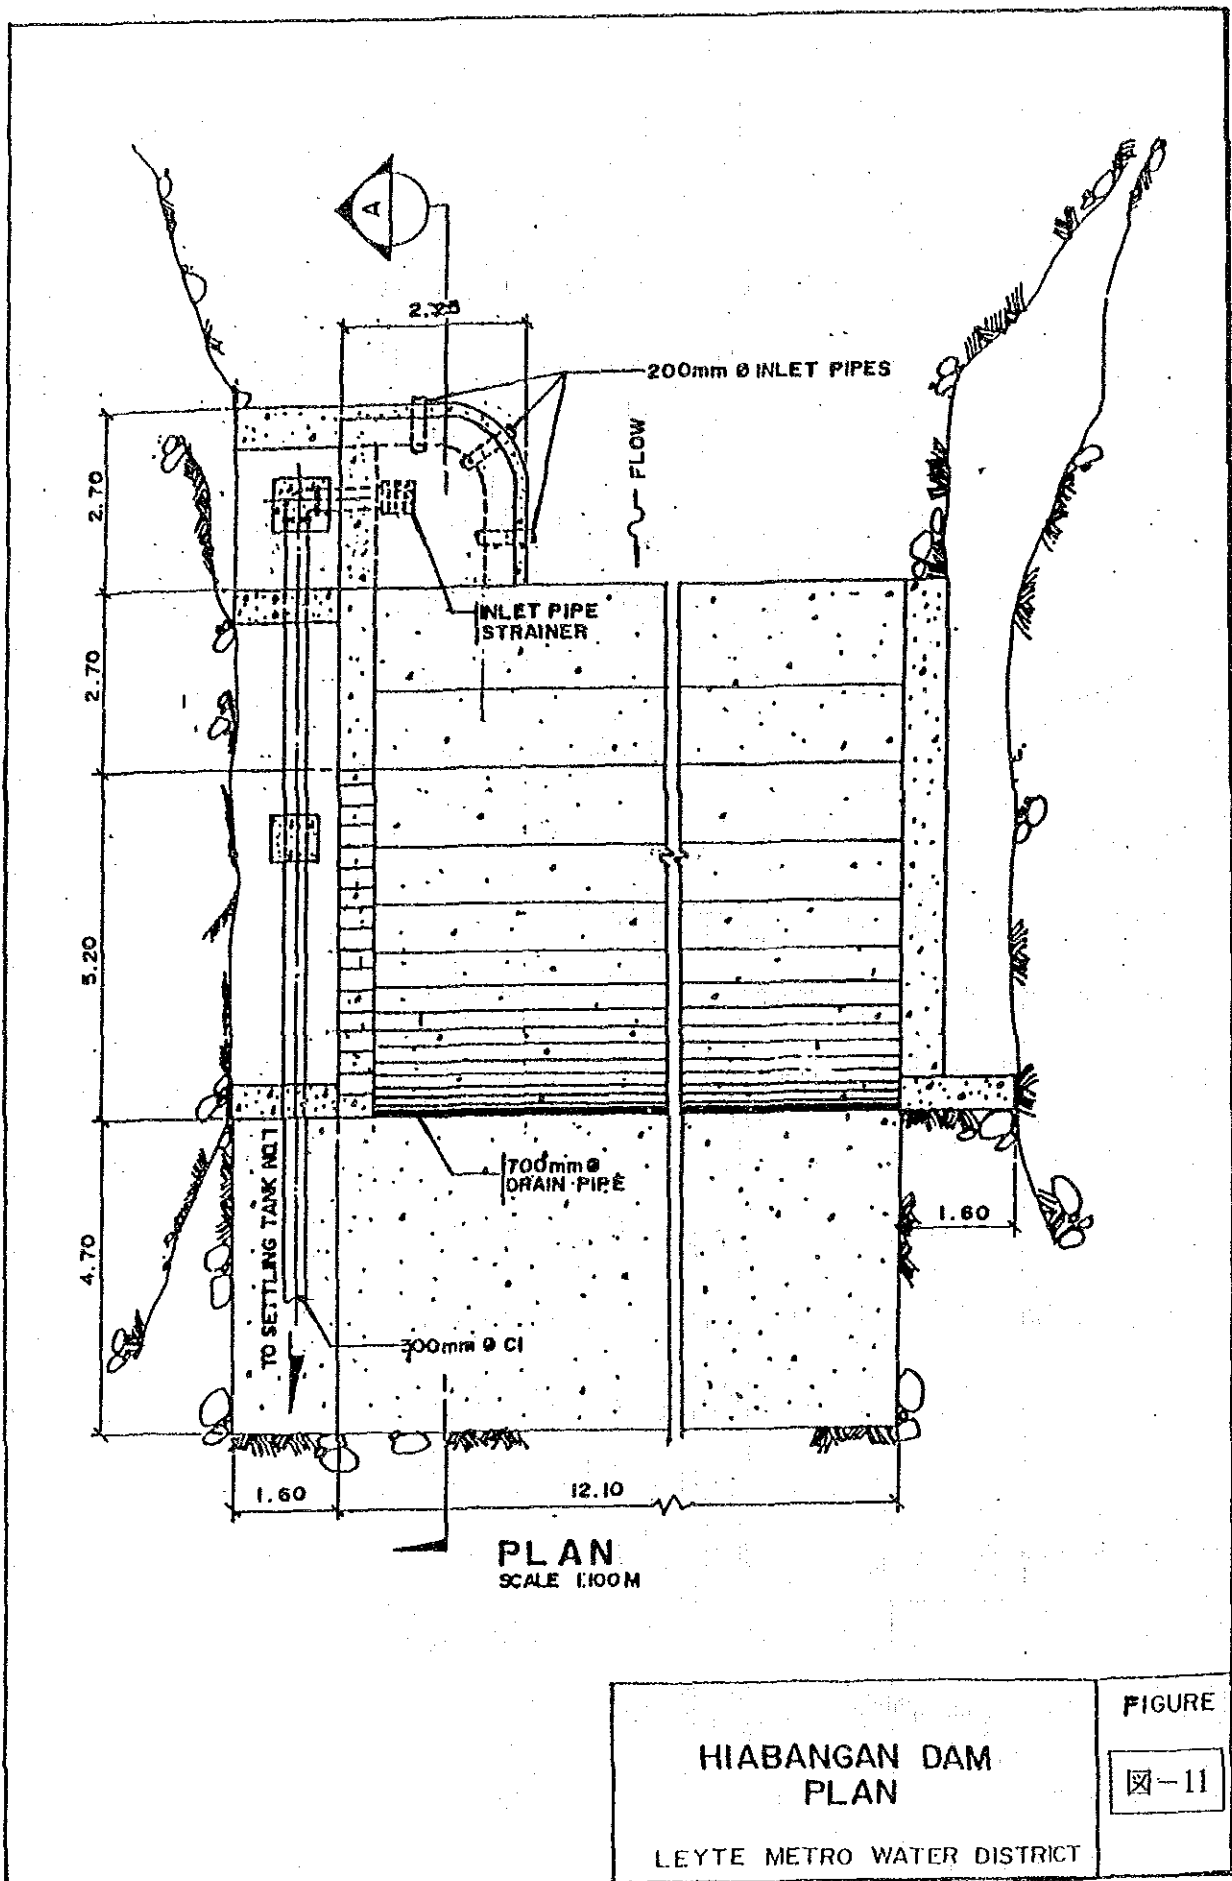 A
200mm Ø INLET PIPES
FLOW
2.70
INLET PIPE
STRAINER
2.70
5.20
TO SETTLING TANK NO.1
700mm Ø
DRAIN PIPE
1.60
4.70
300mm Ø CI
1.60
12.10
PLAN
SCALE 1:100 M
HIABANGAN DAM
PLAN
LEYTE METRO WATER DISTRICT
FIGURE
図-11